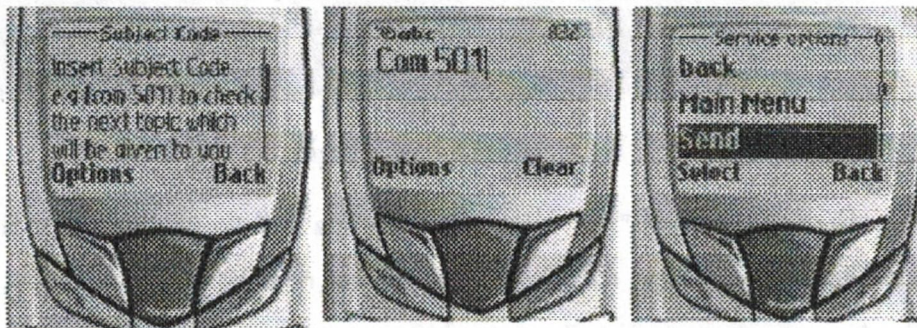 Subject Code
Insert Subject Code
e.g (com 501) to check
the next topic which
will be given to you
Options Back
832
Com 501
Options Clear
Service options
back
Main Menu
Send
Select Back